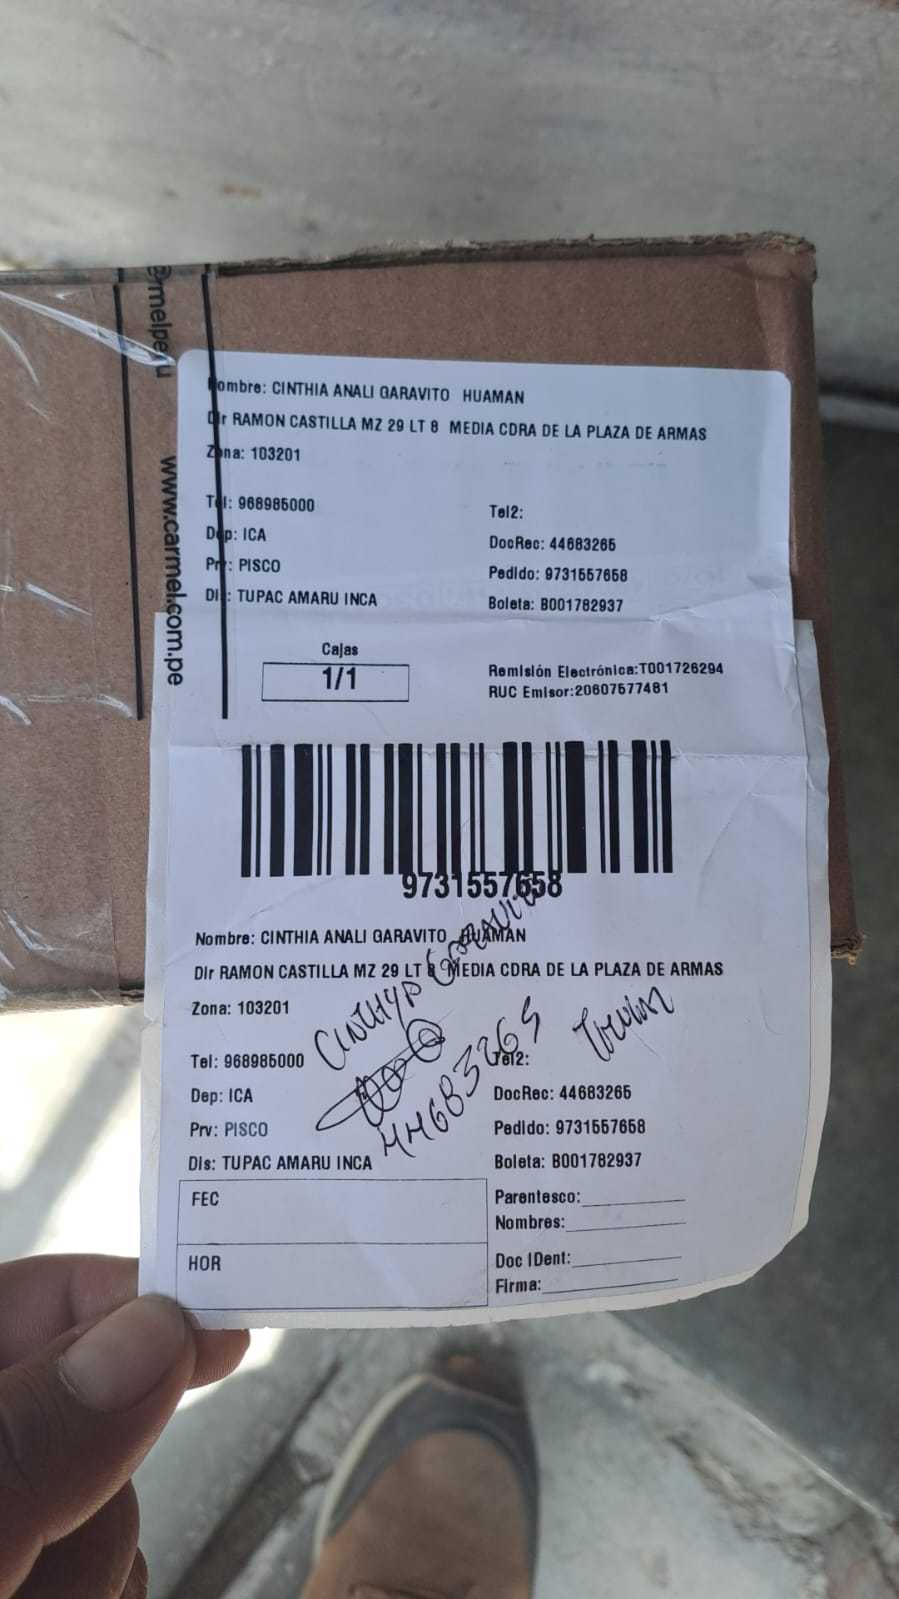 @melpe u
www.carmel.com.pe
ombre: CINTHIA ANALI GARAVITO HUAMAN
Dir RAMON CASTILLA MZ 29 LT 8 MEDIA CDRA DE LA PLAZA DE ARMAS
Zona: 103201
Tel: 968985000
Tel2:
Dep: ICA
DocRec: 44683265
Prv: PISCO
Pedido: 9731557658
Dis: TUPAC AMARU INCA
Boleta: B001782937
Cajas
1/1
Remisión Electrónica:T001726294
RUC Emisor:20607577481
9731557658
Nombre: CINTHIA ANALI GARAVITO HUAMAN
Dir RAMON CASTILLA MZ 29 LT 8 MEDIA CDRA DE LA PLAZA DE ARMAS
Zona: 103201
CINTHYA GARAVITO
44683265
Titular
Tel: 968985000
Tel2:
Dep: ICA
DocRec: 44683265
Prv: PISCO
Pedido: 9731557658
Dis: TUPAC AMARU INCA
Boleta: B001782937
FEC
Parentesco:
Nombres:
HOR
Doc IDent:
Firma: